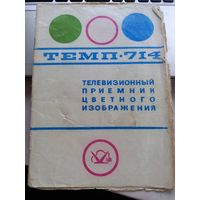 ТЕМП·714
ТЕЛЕВИЗИОННЫЙ
ПРИЕМНИК
ЦВЕТНОГО
ИЗОБРАЖЕНИЯ